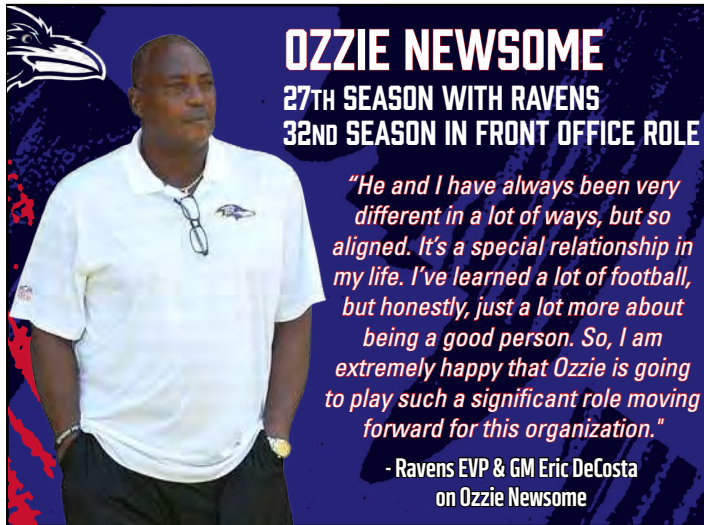 OZZIE NEWSOME
27TH SEASON WITH RAVENS
32ND SEASON IN FRONT OFFICE ROLE
“He and I have always been very
different in a lot of ways, but so
aligned. It’s a special relationship in
my life. I’ve learned a lot of football,
but honestly, just a lot more about
being a good person. So, I am
extremely happy that Ozzie is going
to play such a significant role moving
forward for this organization."
- Ravens EVP & GM Eric DeCosta
on Ozzie Newsome